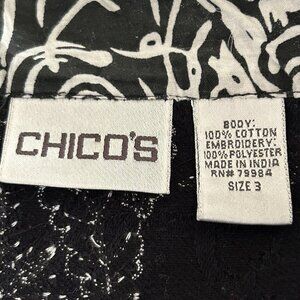 CHICO'S
BODY:
100% COTTON
EMBROIDERY:
100% POLYESTER
MADE IN INDIA
RN# 79984
SIZE 3